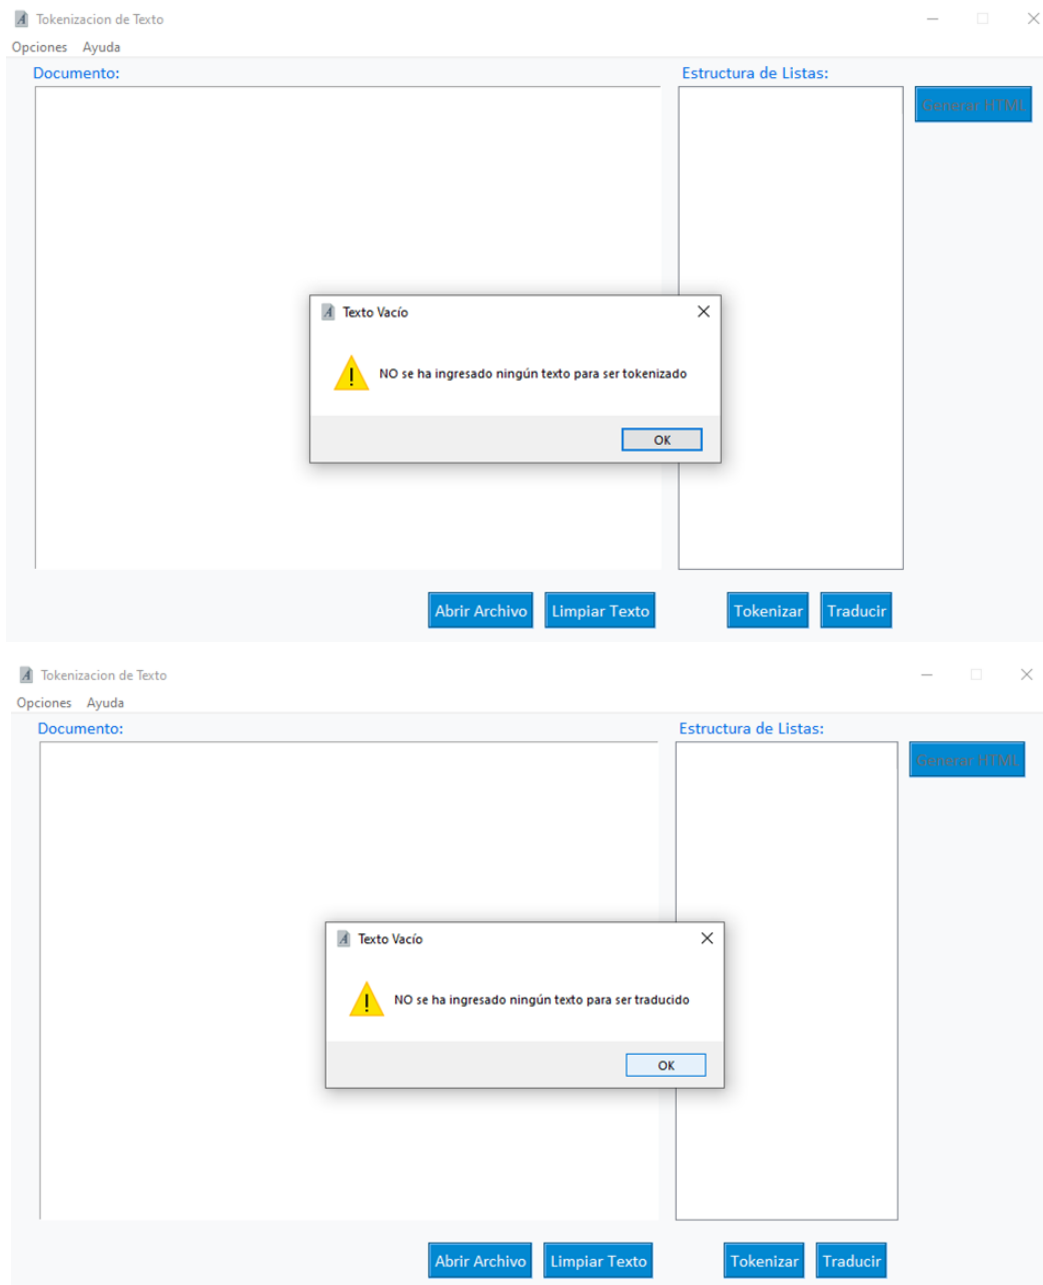 Tokenizacion de Texto
Opciones Ayuda
Documento: Estructura de Listas:
Generar HTML
Texto Vacío
NO se ha ingresado ningún texto para ser tokenizado
OK
Abrir Archivo Limpiar Texto Tokenizar Traducir
Tokenizacion de Texto
Opciones Ayuda
Documento: Estructura de Listas:
Generar HTML
Texto Vacío
NO se ha ingresado ningún texto para ser traducido
OK
Abrir Archivo Limpiar Texto Tokenizar Traducir